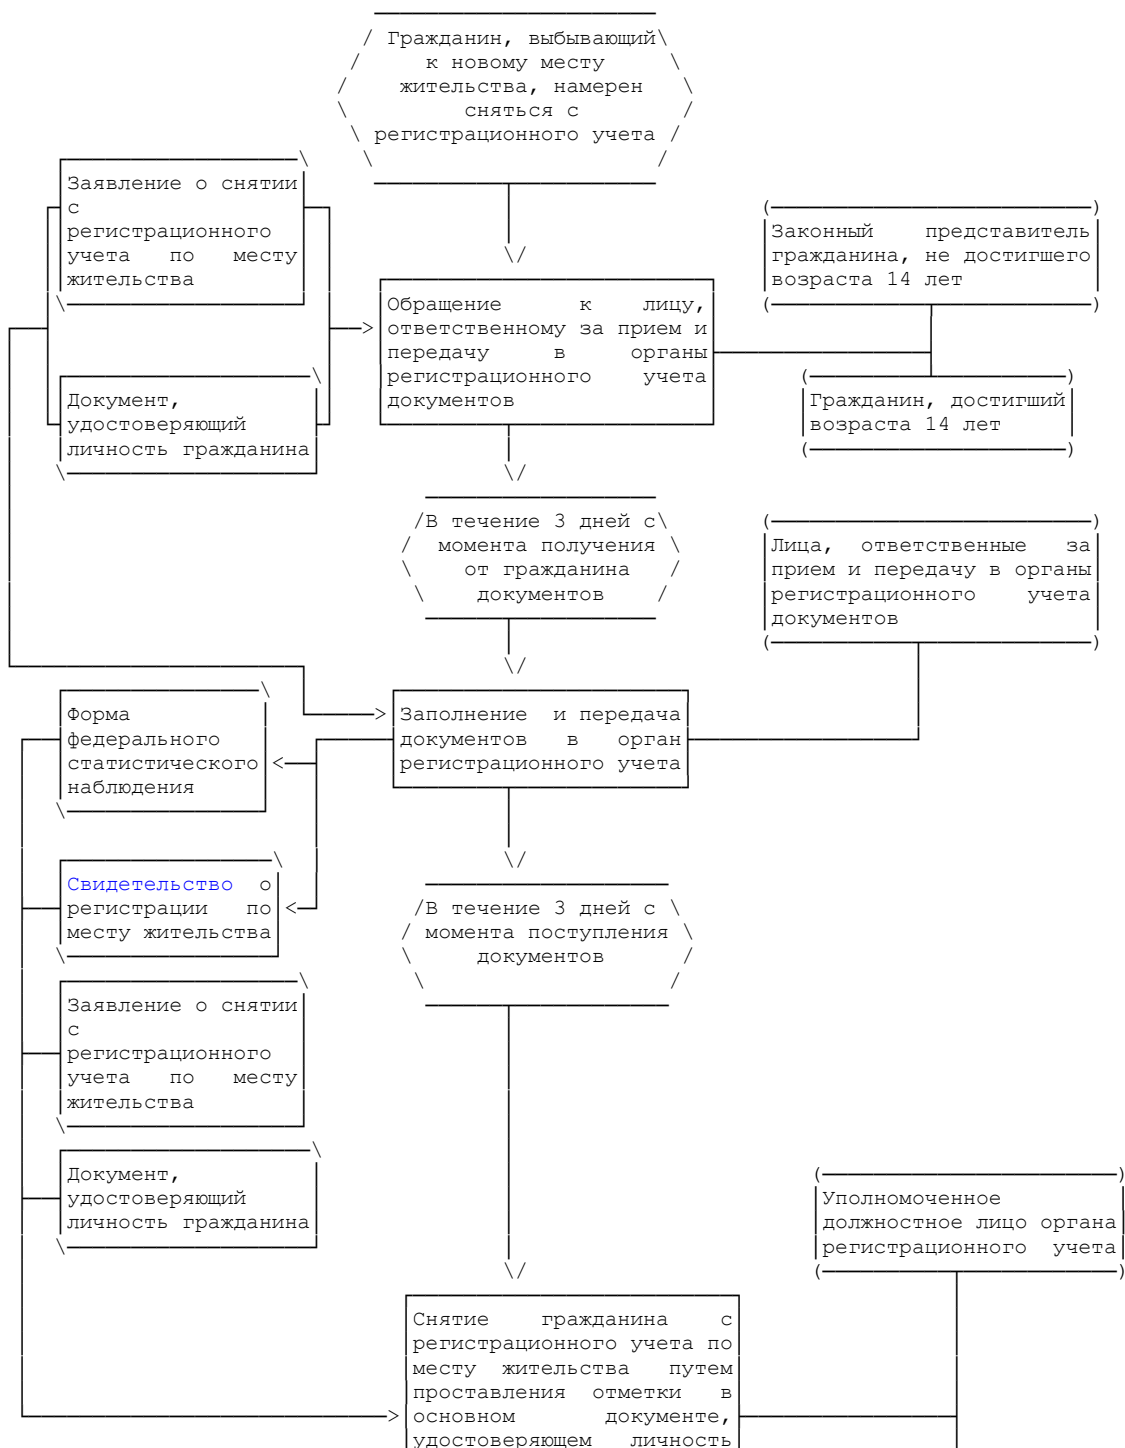 Гражданин, выбывающий
к новому месту
жительства, намерен
сняться с
регистрационного учета
Заявление о снятии
с
регистрационного
учета по месту
жительства
Законный представитель
гражданина, не достигшего
возраста 14 лет
Обращение к лицу,
ответственному за прием и
передачу в органы
регистрационного учета
документов
Документ,
удостоверяющий
личность гражданина
Гражданин, достигший
возраста 14 лет
В течение 3 дней с
момента получения
от гражданина
документов
Лица, ответственные за
прием и передачу в органы
регистрационного учета
документов
Форма
федерального
статистического
наблюдения
Заполнение и передача
документов в орган
регистрационного учета
Свидетельство о
регистрации по
месту жительства
В течение 3 дней с
момента поступления
документов
Заявление о снятии
с
регистрационного
учета по месту
жительства
Документ,
удостоверяющий
личность гражданина
Уполномоченное
должностное лицо органа
регистрационного учета
Снятие гражданина с
регистрационного учета по
месту жительства путем
проставления отметки в
основном документе,
удостоверяющем личность